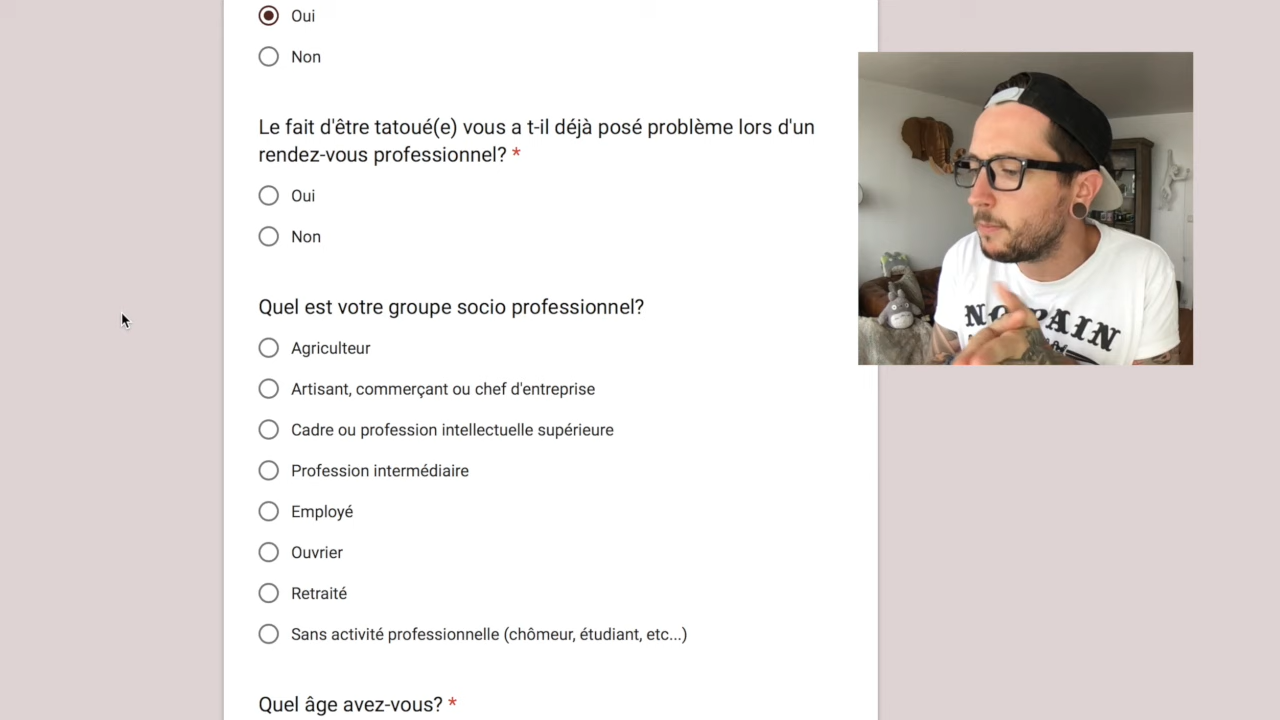 Oui
Non
Le fait d'être tatoué(e) vous a t-il déjà posé problème lors d'un
rendez-vous professionnel? *
Oui
Non
Quel est votre groupe socio professionnel?
Agriculteur
Artisant, commerçant ou chef d'entreprise
Cadre ou profession intellectuelle supérieure
Profession intermédiaire
Employé
Ouvrier
Retraité
Sans activité professionnelle (chômeur, étudiant, etc...)
Quel âge avez-vous? *
NO PAIN